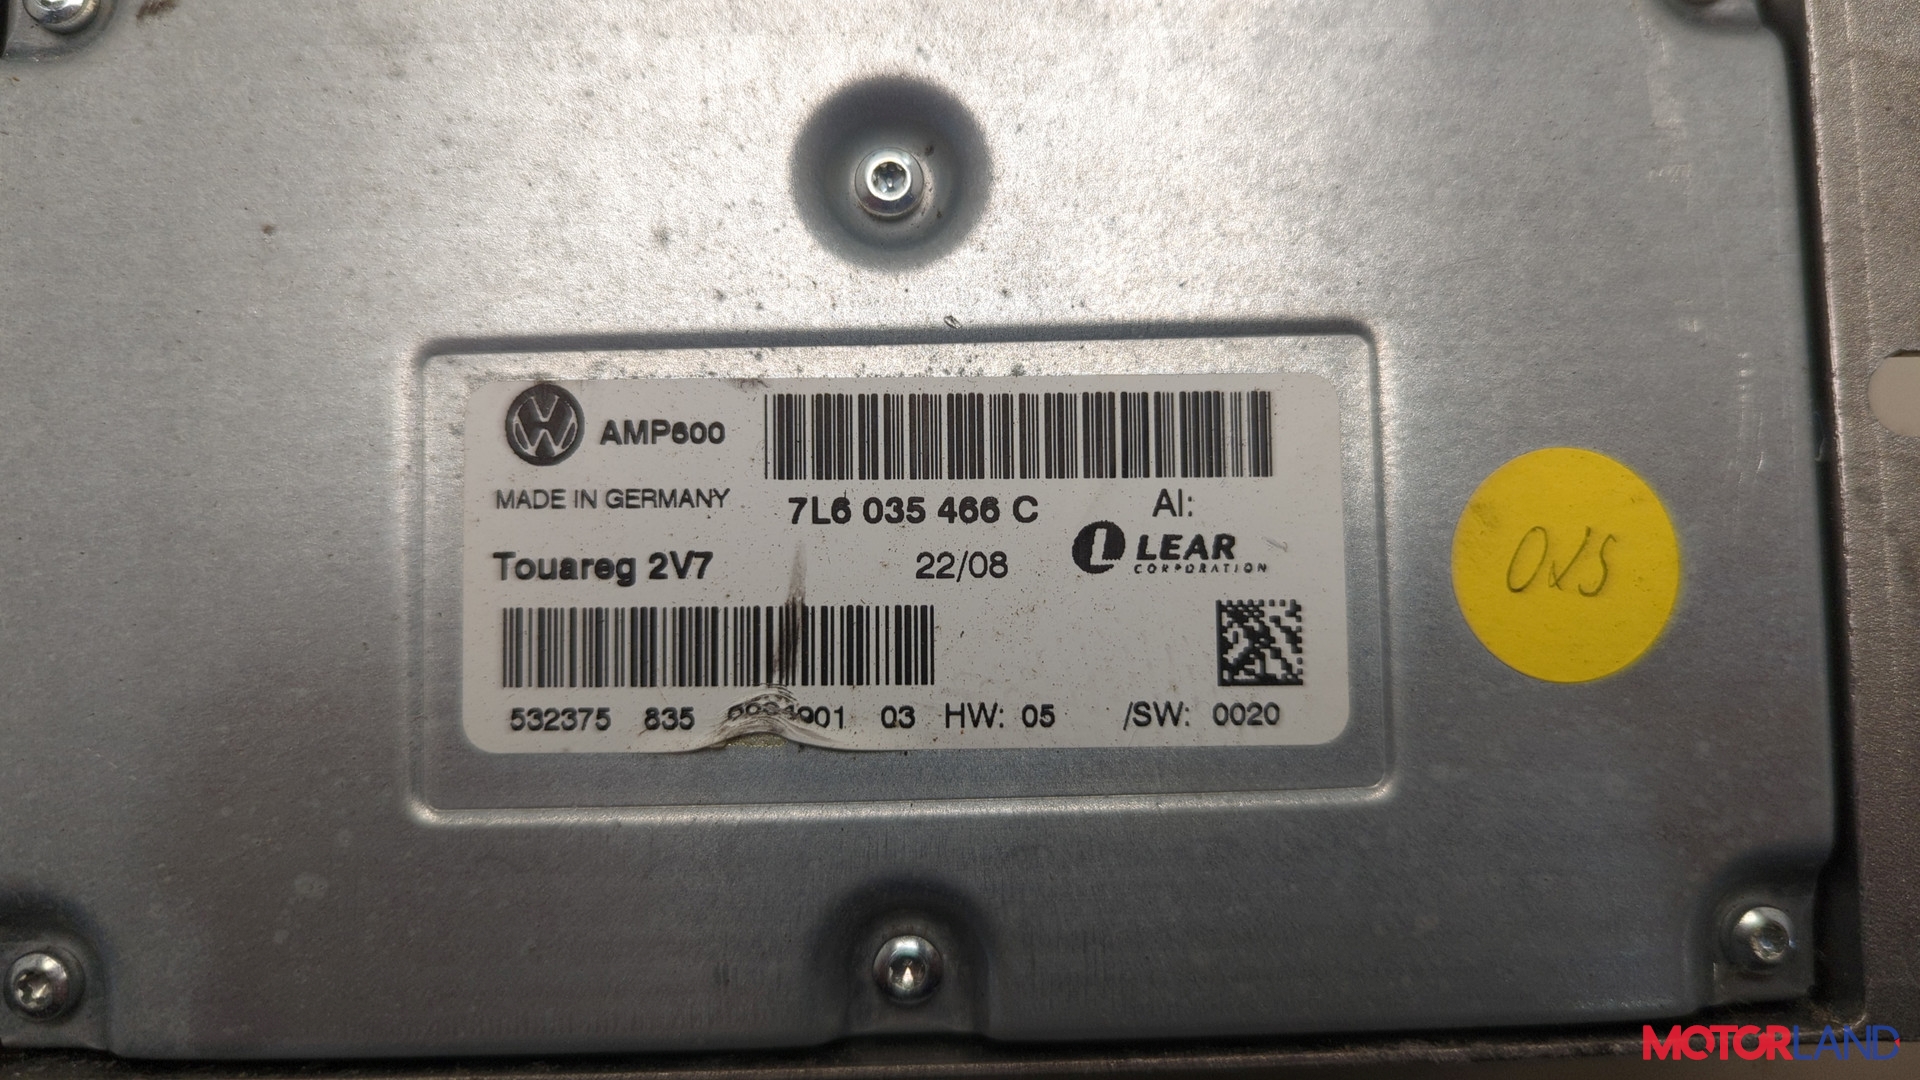 AMP600
MADE IN GERMANY
7L6 035 466 C
AI:
Touareg 2V7
22/08
LEAR
CORPORATION
532375 835 03 HW: 05 /SW: 0020
MOTORLAND